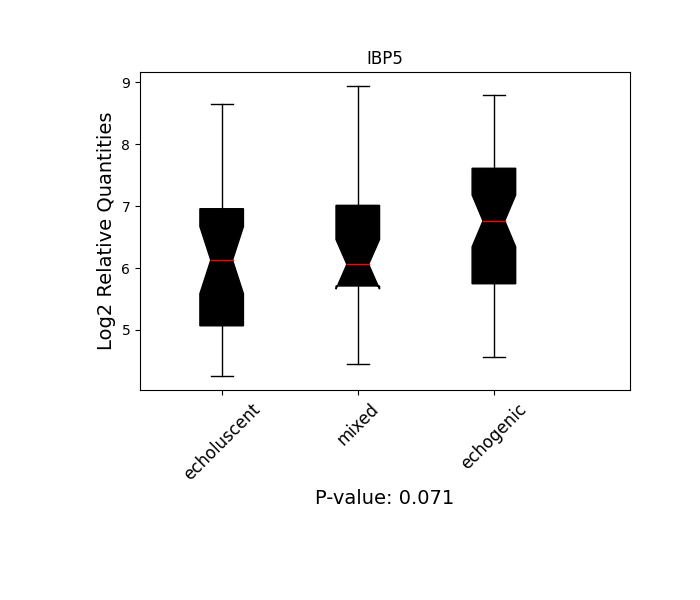 IBP5
Log2 Relative Quantities
9
8
7
6
5
echoluscent
mixed
echogenic
P-value: 0.071